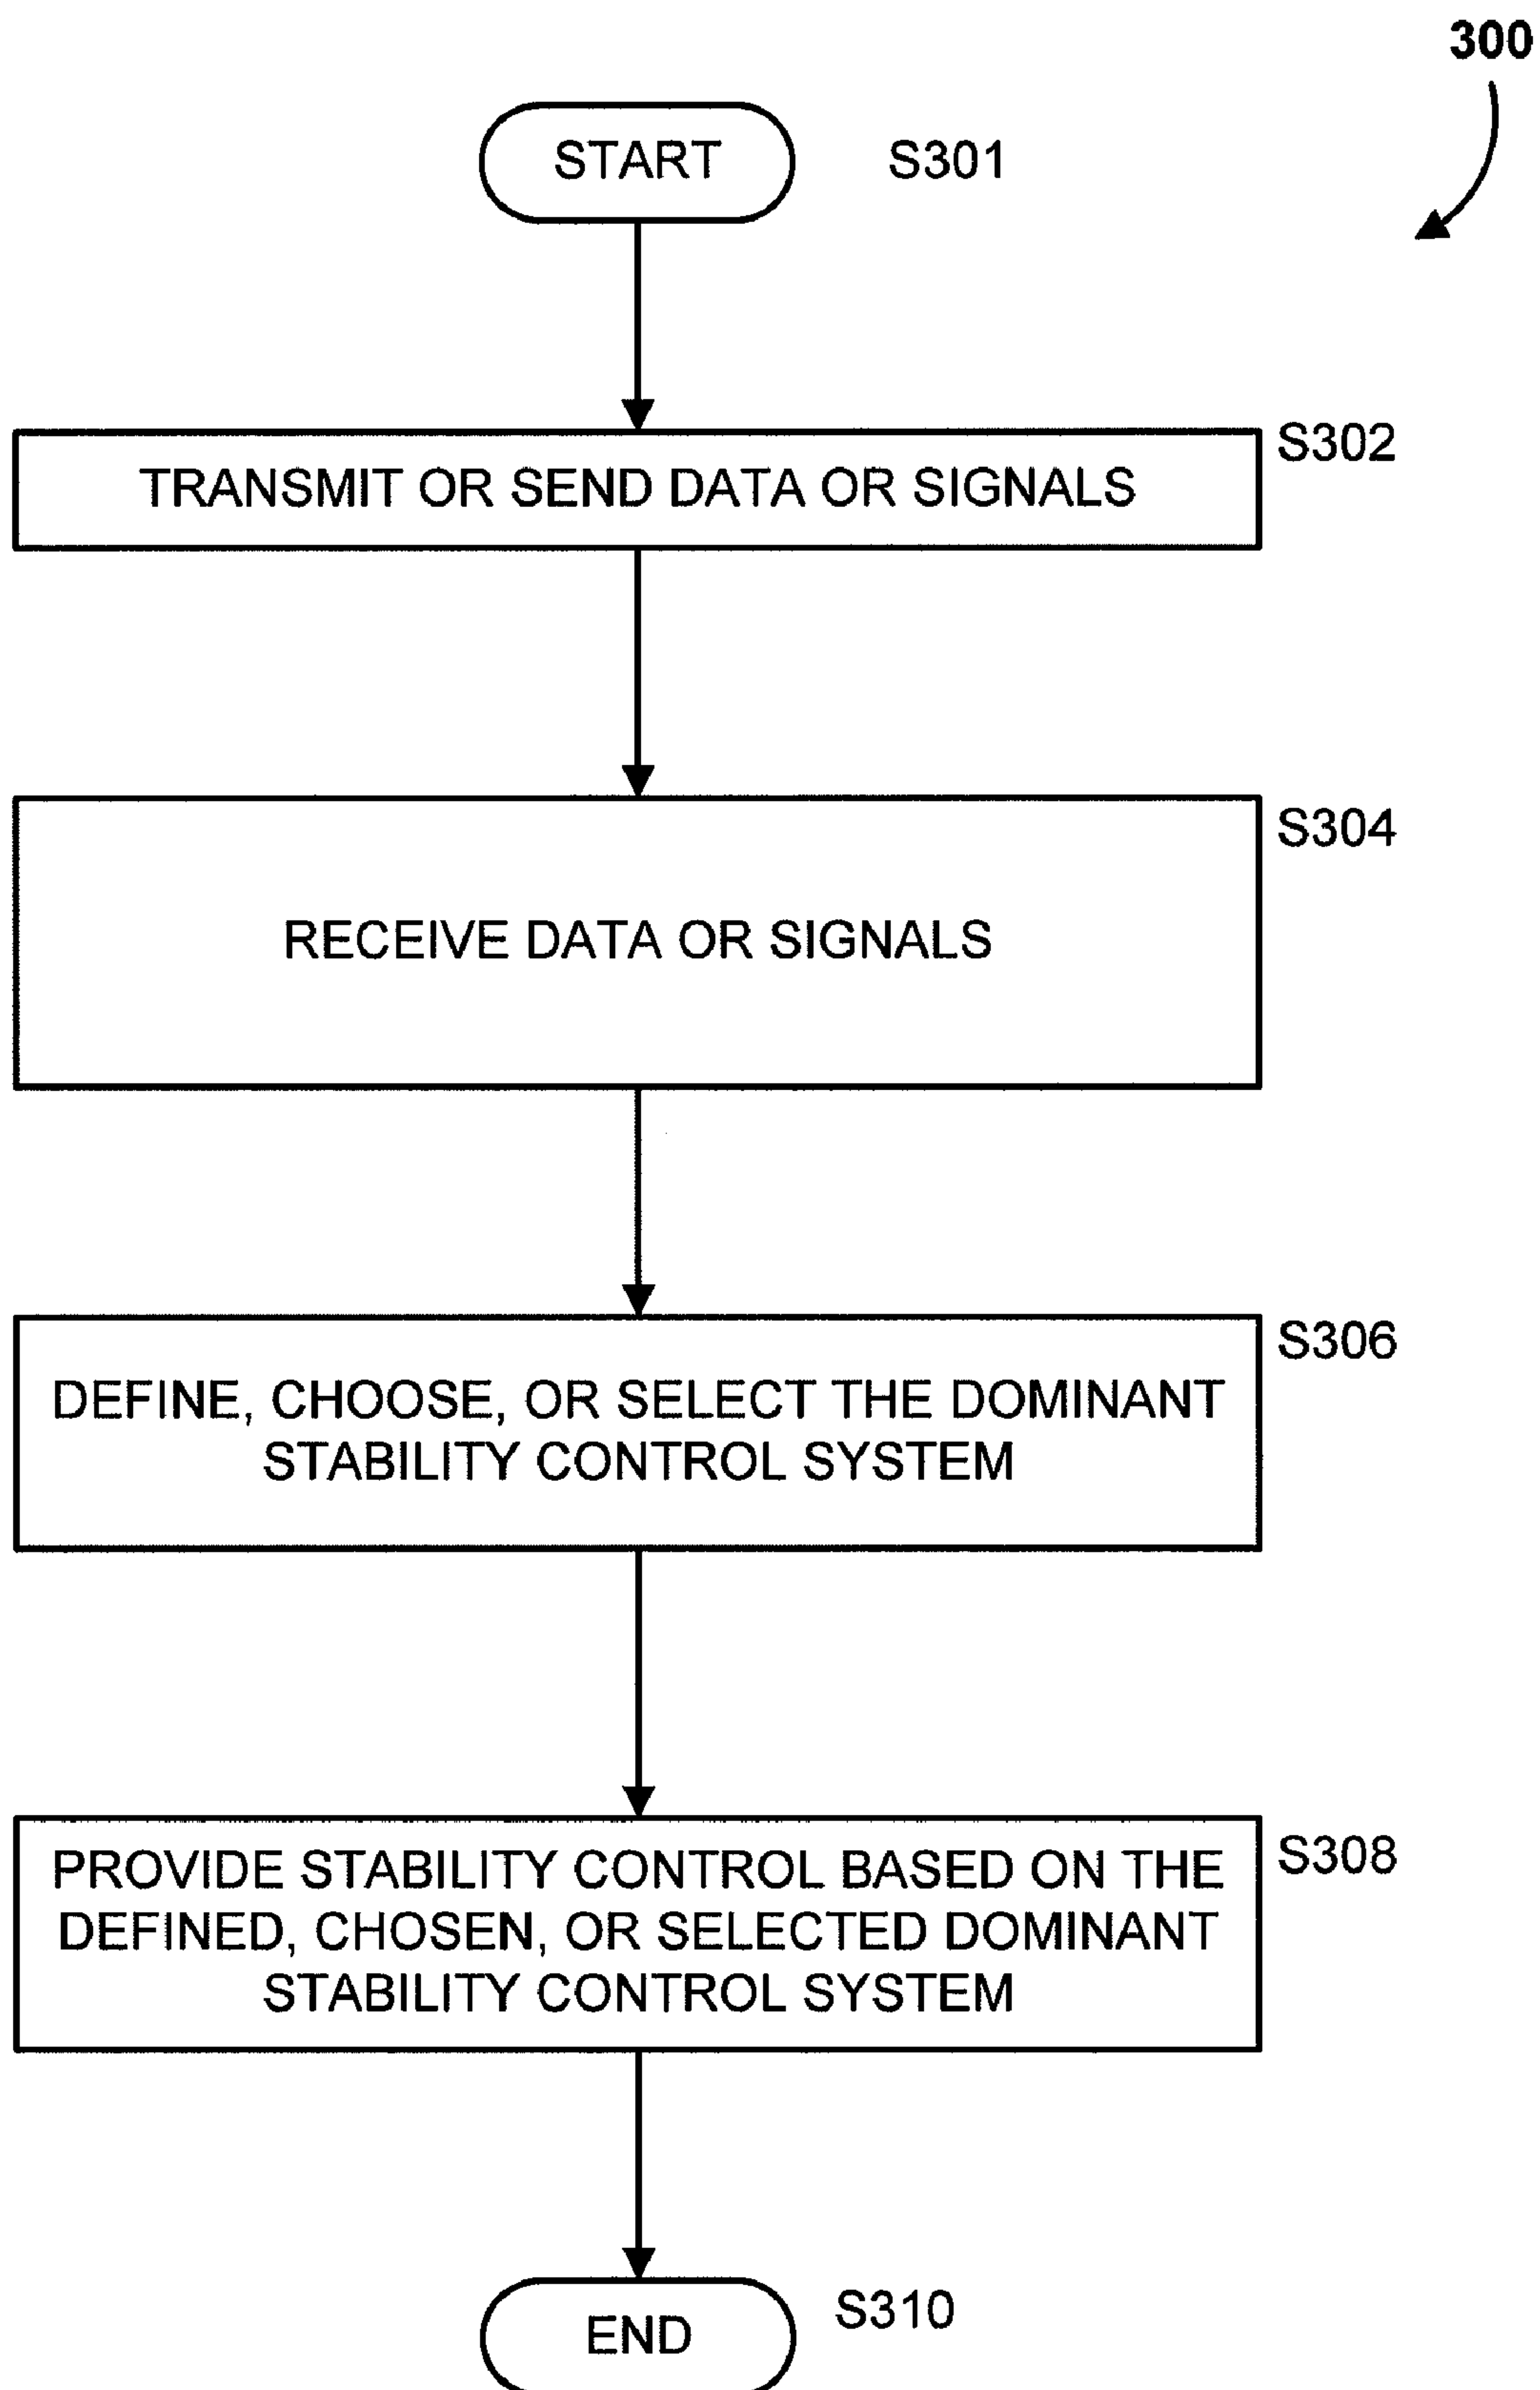 300
START
S301
S302
TRANSMIT OR SEND DATA OR SIGNALS
S304
RECEIVE DATA OR SIGNALS
S306
DEFINE, CHOOSE, OR SELECT THE DOMINANT
STABILITY CONTROL SYSTEM
S308
PROVIDE STABILITY CONTROL BASED ON THE
DEFINED, CHOSEN, OR SELECTED DOMINANT
STABILITY CONTROL SYSTEM
S310
END